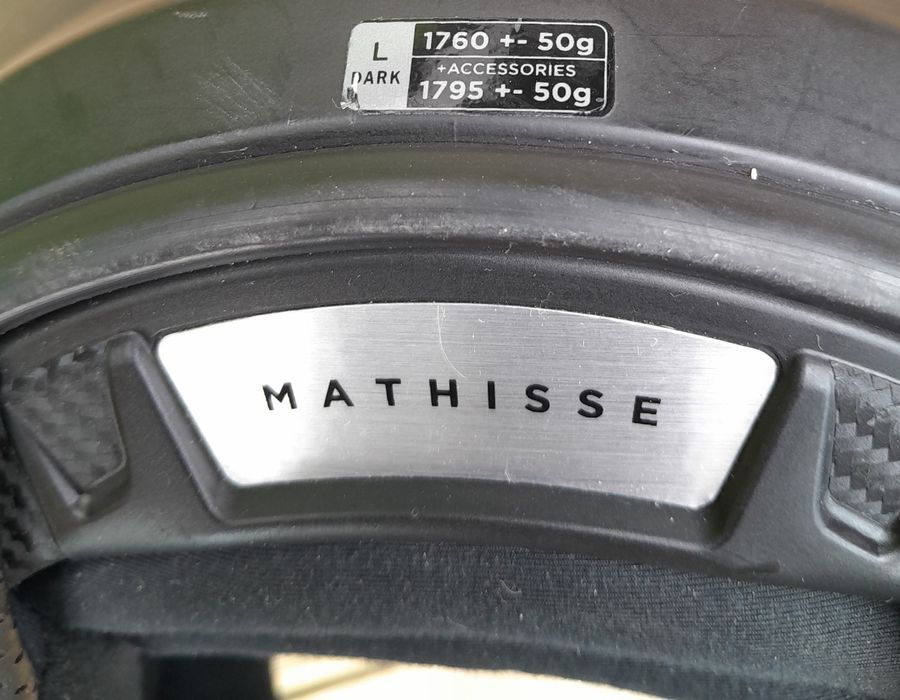 L
DARK
1760 +- 50g
+ACCESSORIES
1795 +- 50g
MATHISSE